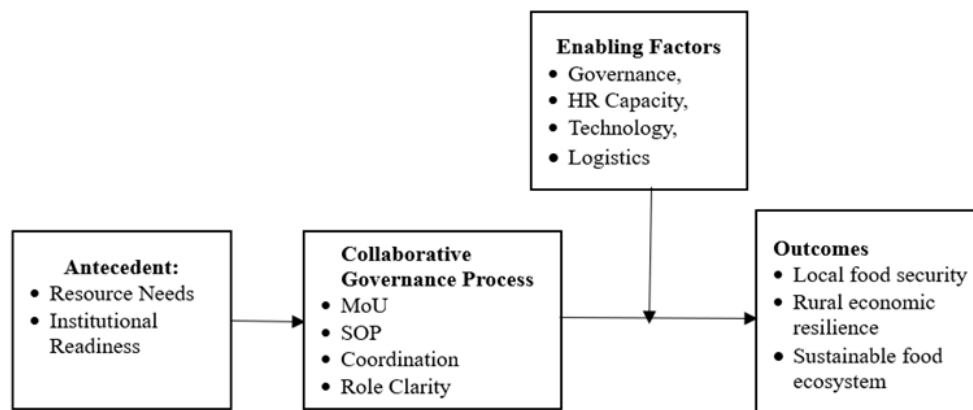 Enabling Factors
• Governance,
• HR Capacity,
• Technology,
• Logistics
Antecedent:
• Resource Needs
• Institutional
Readiness
Collaborative
Governance Process
• MoU
• SOP
• Coordination
• Role Clarity
Outcomes
• Local food security
• Rural economic
resilience
• Sustainable food
ecosystem